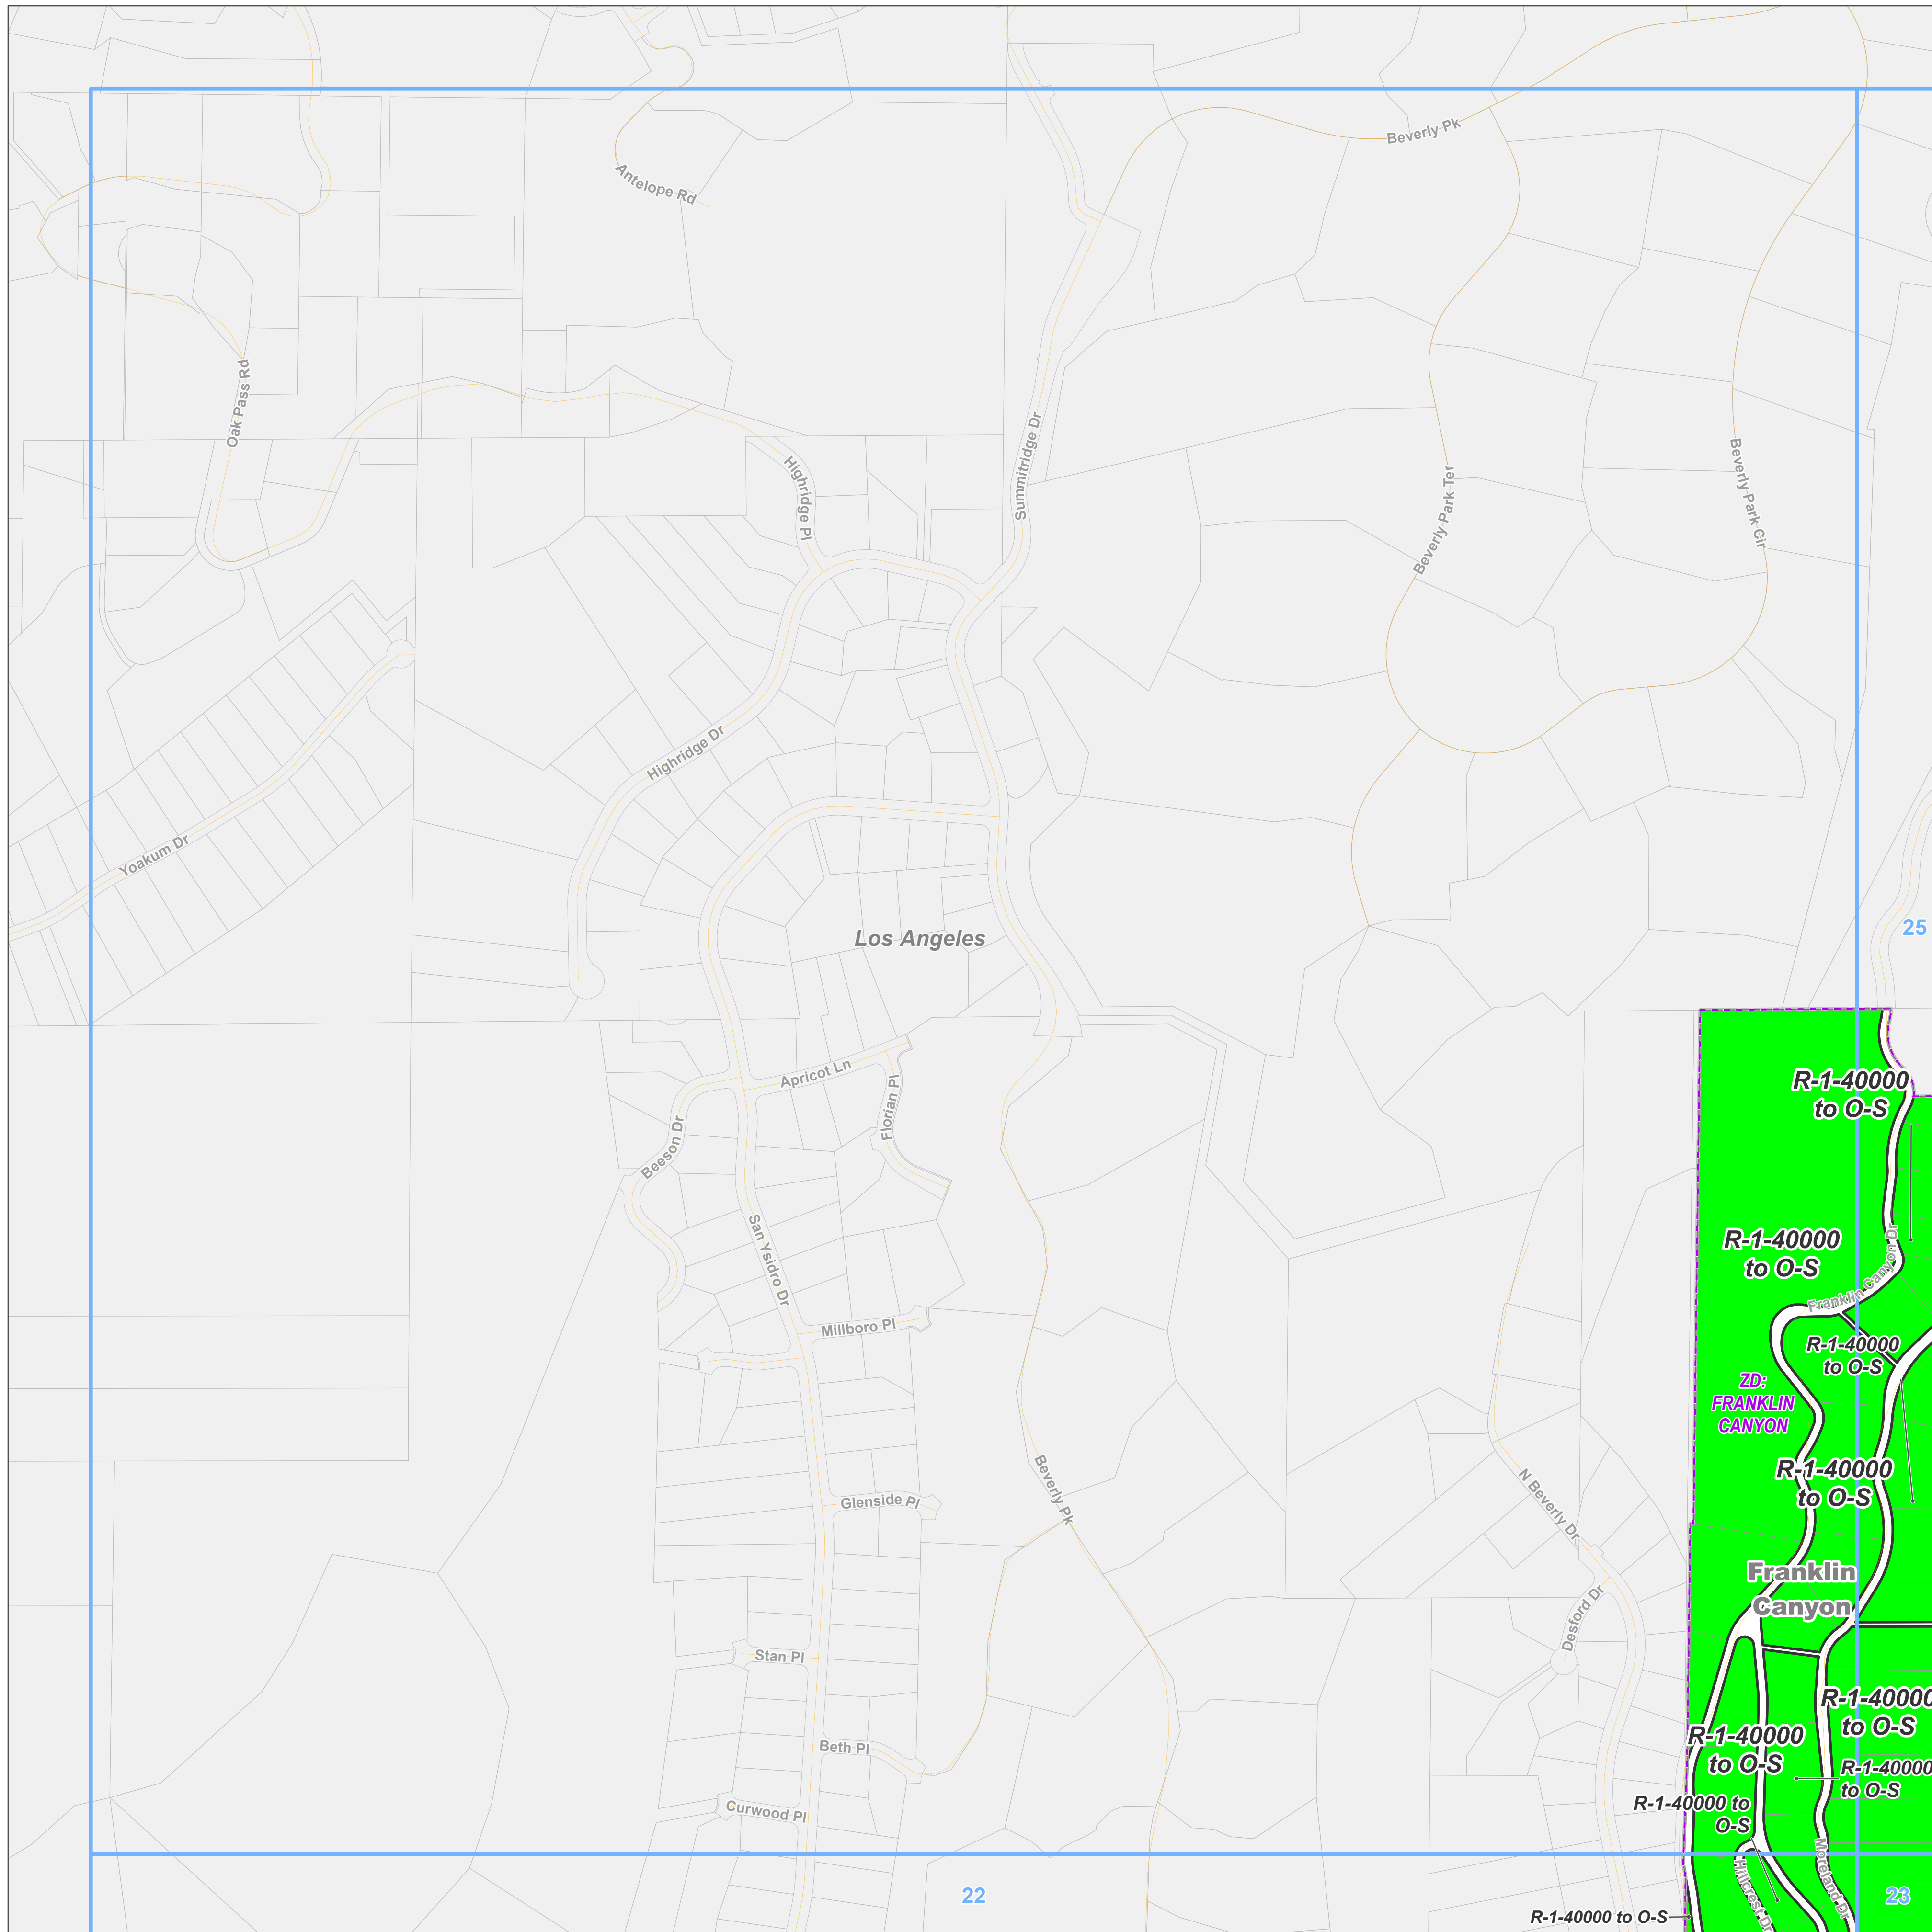 Beverly Pk
Antelope Rd
Oak Pass Rd
Highridge Pl
Summitridge Dr
Beverly Park Ter
Beverly Park Cir
Highridge Dr
Yoakum Dr
Los Angeles
25
Apricot Ln
Florian Pl
Beeson Dr
San Ysidro Dr
Millboro Pl
Glenside Pl
Beverly Pk
N Beverly Dr
Desford Dr
Stan Pl
Beth Pl
Curwood Pl
R-1-40000
to O-S
R-1-40000
to O-S
Franklin Canyon Dr
R-1-40000
to O-S
ZD:
FRANKLIN
CANYON
R-1-40000
to O-S
Franklin
Canyon
R-1-40000
to O-S
R-1-40000
to O-S
R-1-40000
to O-S
R-1-40000 to
O-S
Hillcrest Dr
Moreland Dr
22
23
R-1-40000 to O-S